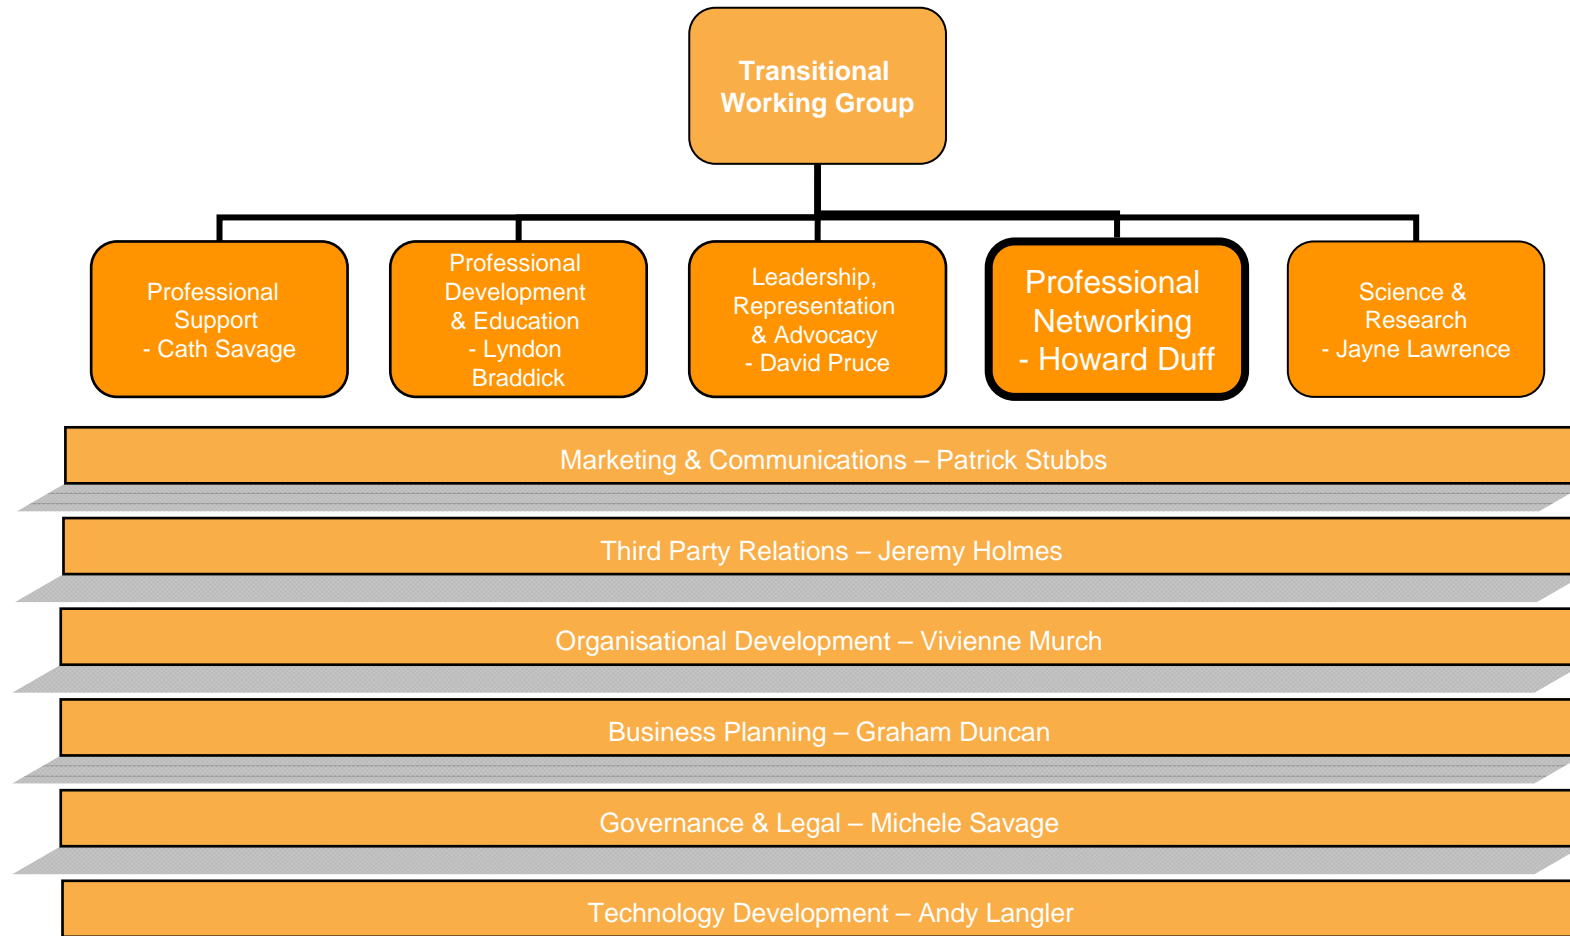 Transitional
Working Group
Professional
Support
- Cath Savage
Professional
Development
& Education
- Lyndon
Braddick
Leadership,
Representation
& Advocacy
- David Pruce
Professional
Networking
- Howard Duff
Science &
Research
- Jayne Lawrence
Marketing & Communications – Patrick Stubbs
Third Party Relations – Jeremy Holmes
Organisational Development – Vivienne Murch
Business Planning – Graham Duncan
Governance & Legal – Michele Savage
Technology Development – Andy Langler